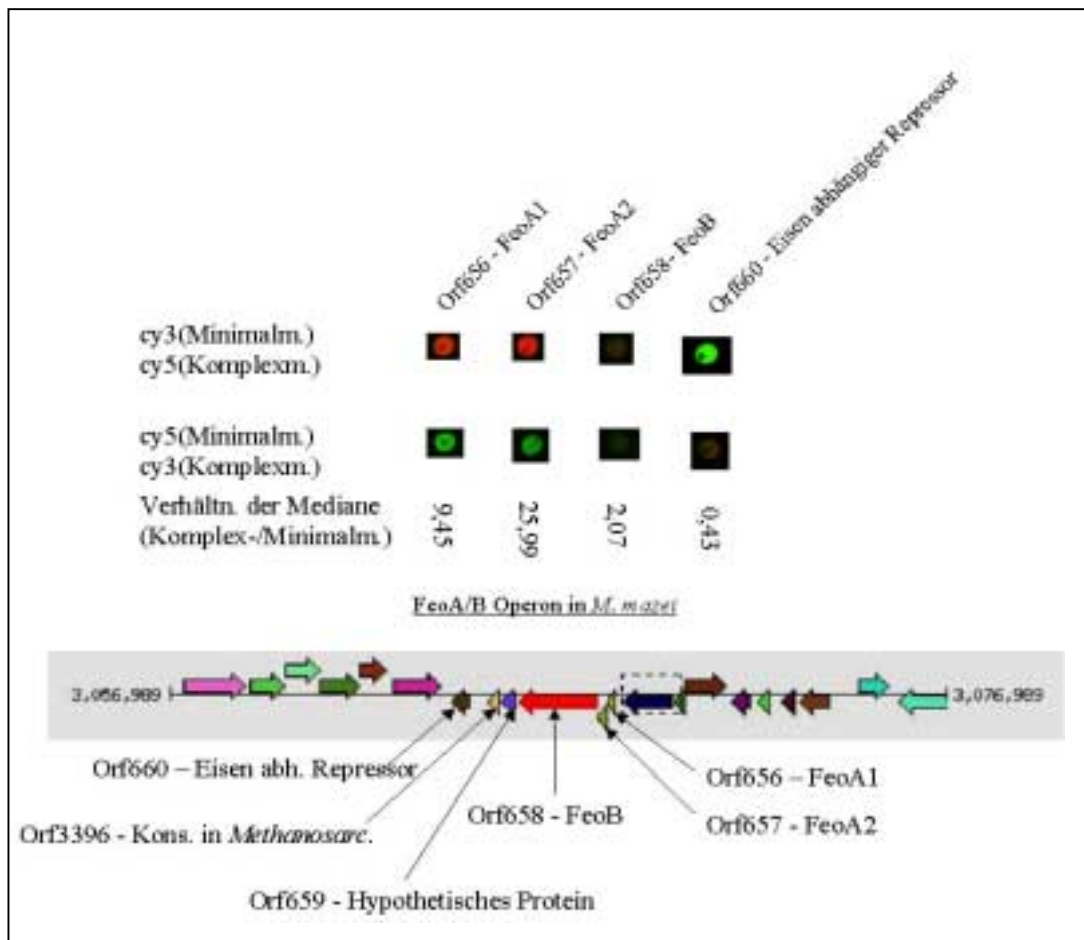 Orf656 - FeoA1
Orf657 - FeoA2
Orf658- FeoB
Orf660 - Eisen abhängiger Repressor
cy3(Minimalm.)
cy5(Komplexm.)
cy5(Minimalm.)
cy3(Komplexm.)
Verhältn. der Mediane
(Komplex-/Minimalm.)
9,45
25,99
2,07
0,43
FeoA/B Operon in M. mazei
3,056,989
3,076,989
Orf660 – Eisen abh. Repressor
Orf656 – FeoA1
Orf3396 - Kons. in Methanosarc.
Orf658 - FeoB
Orf657 - FeoA2
Orf659 - Hypothetisches Protein